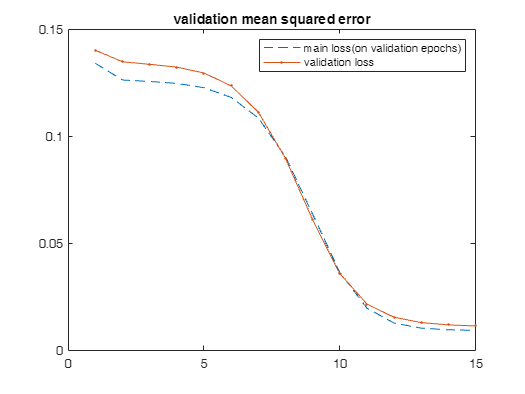 validation mean squared error
0.15
main loss(on validation epochs)
validation loss
0.1
0.05
0
0 5 10 15